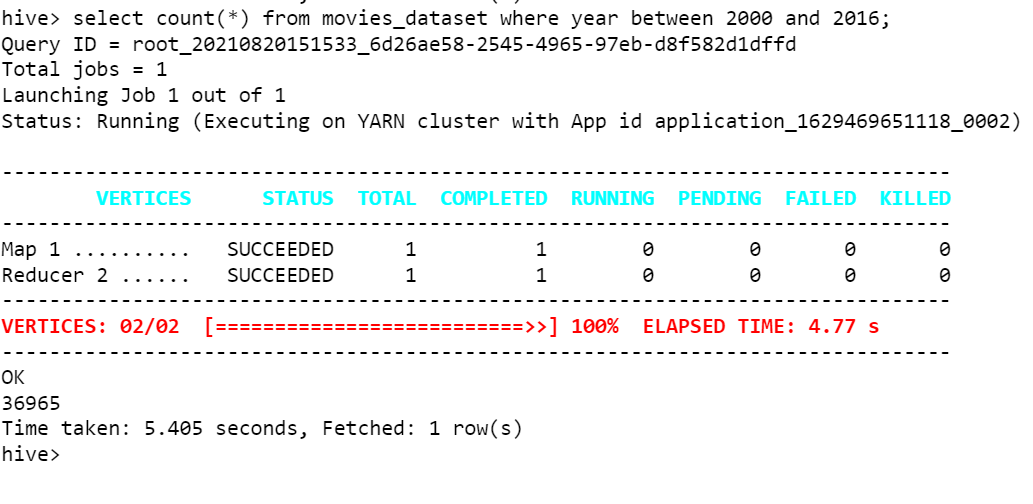 hive> select count(*) from movies_dataset where year between 2000 and 2016;
Query ID = root_20210820151533_6d26ae58-2545-4965-97eb-d8f582d1dffd
Total jobs = 1
Launching Job 1 out of 1
Status: Running (Executing on YARN cluster with App id application_1629469651118_0002)
--------------------------------------------------------------------------------
        VERTICES      STATUS  TOTAL  COMPLETED  RUNNING  PENDING  FAILED  KILLED
--------------------------------------------------------------------------------
Map 1 ..........   SUCCEEDED      1          1        0        0       0       0
Reducer 2 ......   SUCCEEDED      1          1        0        0       0       0
--------------------------------------------------------------------------------
VERTICES: 02/02  [==========================>>] 100%  ELAPSED TIME: 4.77 s
--------------------------------------------------------------------------------
OK
36965
Time taken: 5.405 seconds, Fetched: 1 row(s)
hive>